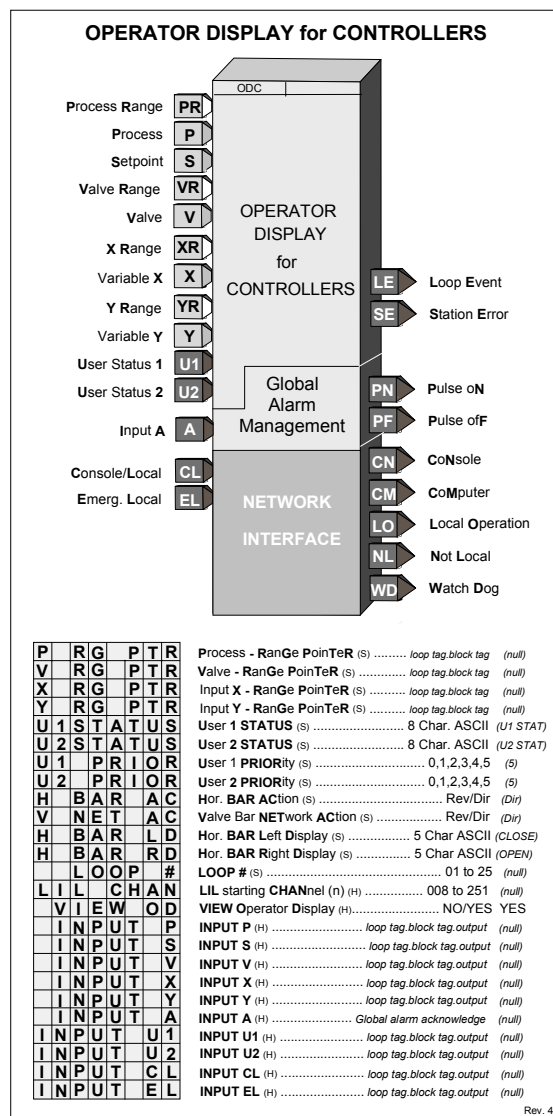 OPERATOR DISPLAY for CONTROLLERS
ODC
Process Range PR
Process P
Setpoint S
Valve Range VR
Valve V
X Range XR
Variable X X
Y Range YR
Variable Y Y
User Status 1 U1
User Status 2 U2
Input A A
Console/Local CL
Emerg. Local EL
OPERATOR
DISPLAY
for
CONTROLLERS
Global
Alarm
Management
NETWORK
INTERFACE
LE Loop Event
SE Station Error
PN Pulse oN
PF Pulse ofF
CN CoNsole
CM CoMputer
LO Local Operation
NL Not Local
WD Watch Dog
P RG PTR Process - RanGe PoinTeR (S) ......... loop tag.block tag (null)
V RG PTR Valve - RanGe PoinTeR (S) ............. loop tag.block tag (null)
X RG PTR Input X - RanGe PoinTeR (S) ......... loop tag.block tag (null)
Y RG PTR Input Y - RanGe PoinTeR (S) ......... loop tag.block tag (null)
U1STATUS User 1 STATUS (S) ........................ 8 Char. ASCII (U1 STAT)
U2STATUS User 2 STATUS (S) ........................ 8 Char. ASCII (U2 STAT)
U1 PRIOR User 1 PRIORity (S) ............................ 0,1,2,3,4,5 (5)
U2 PRIOR User 2 PRIORity (S) ............................ 0,1,2,3,4,5 (5)
H BAR AC Hor. BAR ACtion (S) ............................... Rev/Dir (Dir)
V NET AC Valve Bar NETwork ACtion (S) ............... Rev/Dir (Dir)
H BAR LD Hor. BAR Left Display (S) ............ 5 Char ASCII (CLOSE)
H BAR RD Hor. BAR Right Display (S) .......... 5 Char ASCII (OPEN)
LOOP # LOOP # (S) ............................................ 01 to 25 (null)
LIL CHAN LIL starting CHANnel (n) (H) ............... 008 to 251 (null)
VIEW OD VIEW Operator Display (H)......................... NO/YES YES
INPUT P INPUT P (H) ......................... loop tag.block tag.output (null)
INPUT S INPUT S (H) ......................... loop tag.block tag.output (null)
INPUT V INPUT V (H) ......................... loop tag.block tag.output (null)
INPUT X INPUT X (H) ......................... loop tag.block tag.output (null)
INPUT Y INPUT Y (H) ......................... loop tag.block tag.output (null)
INPUT A INPUT A (H) ...................... Global alarm acknowledge (null)
INPUT U1 INPUT U1 (H) ......................... loop tag.block tag.output (null)
INPUT U2 INPUT U2 (H) ......................... loop tag.block tag.output (null)
INPUT CL INPUT CL (H) ......................... loop tag.block tag.output (null)
INPUT EL INPUT EL (H) ......................... loop tag.block tag.output (null)
Rev. 4